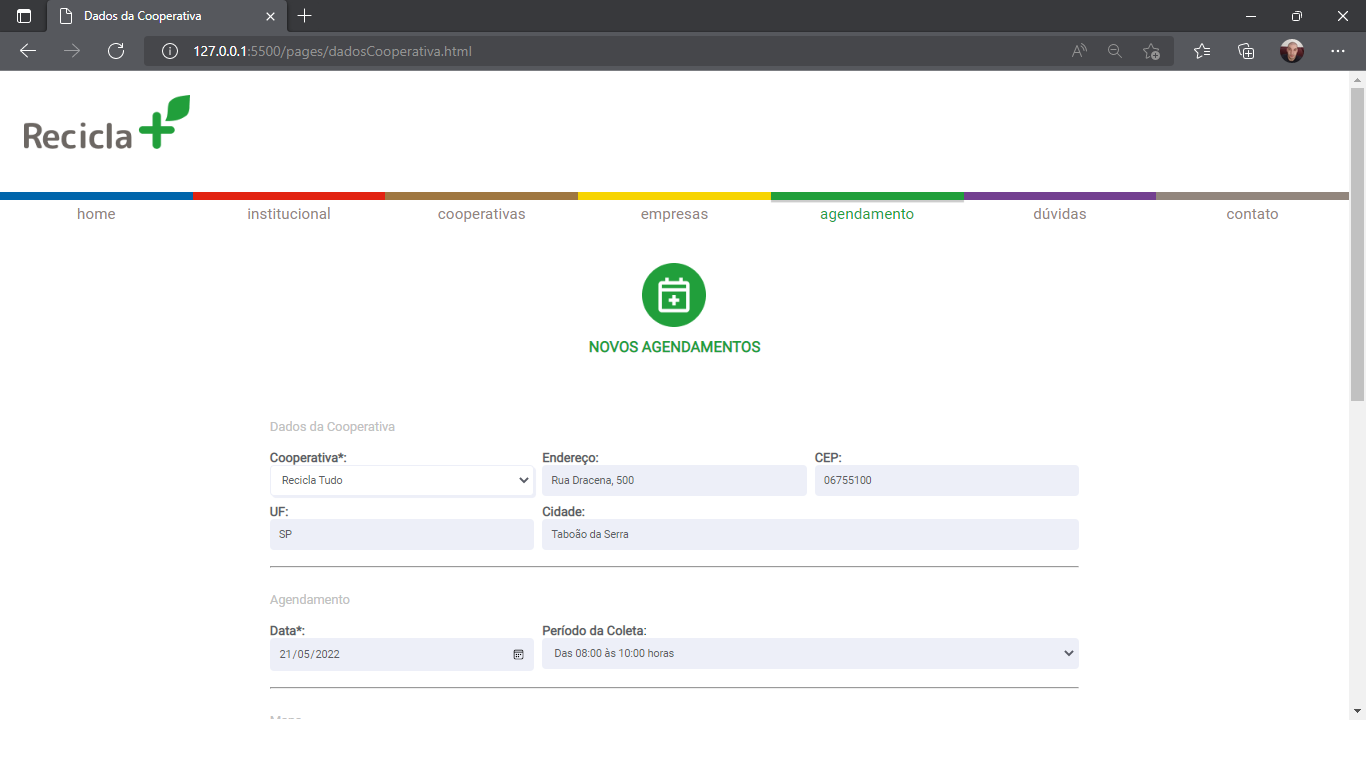 Dados da Cooperativa
127.0.0.1:5500/pages/dadosCooperativa.html
Recicla
home institucional cooperativas empresas agendamento dúvidas contato
NOVOS AGENDAMENTOS
Dados da Cooperativa
Cooperativa*: Endereço: CEP:
Recicla Tudo Rua Dracena, 500 06755100
UF: Cidade:
SP Taboão da Serra
Agendamento
Data*: Período da Coleta:
21/05/2022 Das 08:00 às 10:00 horas